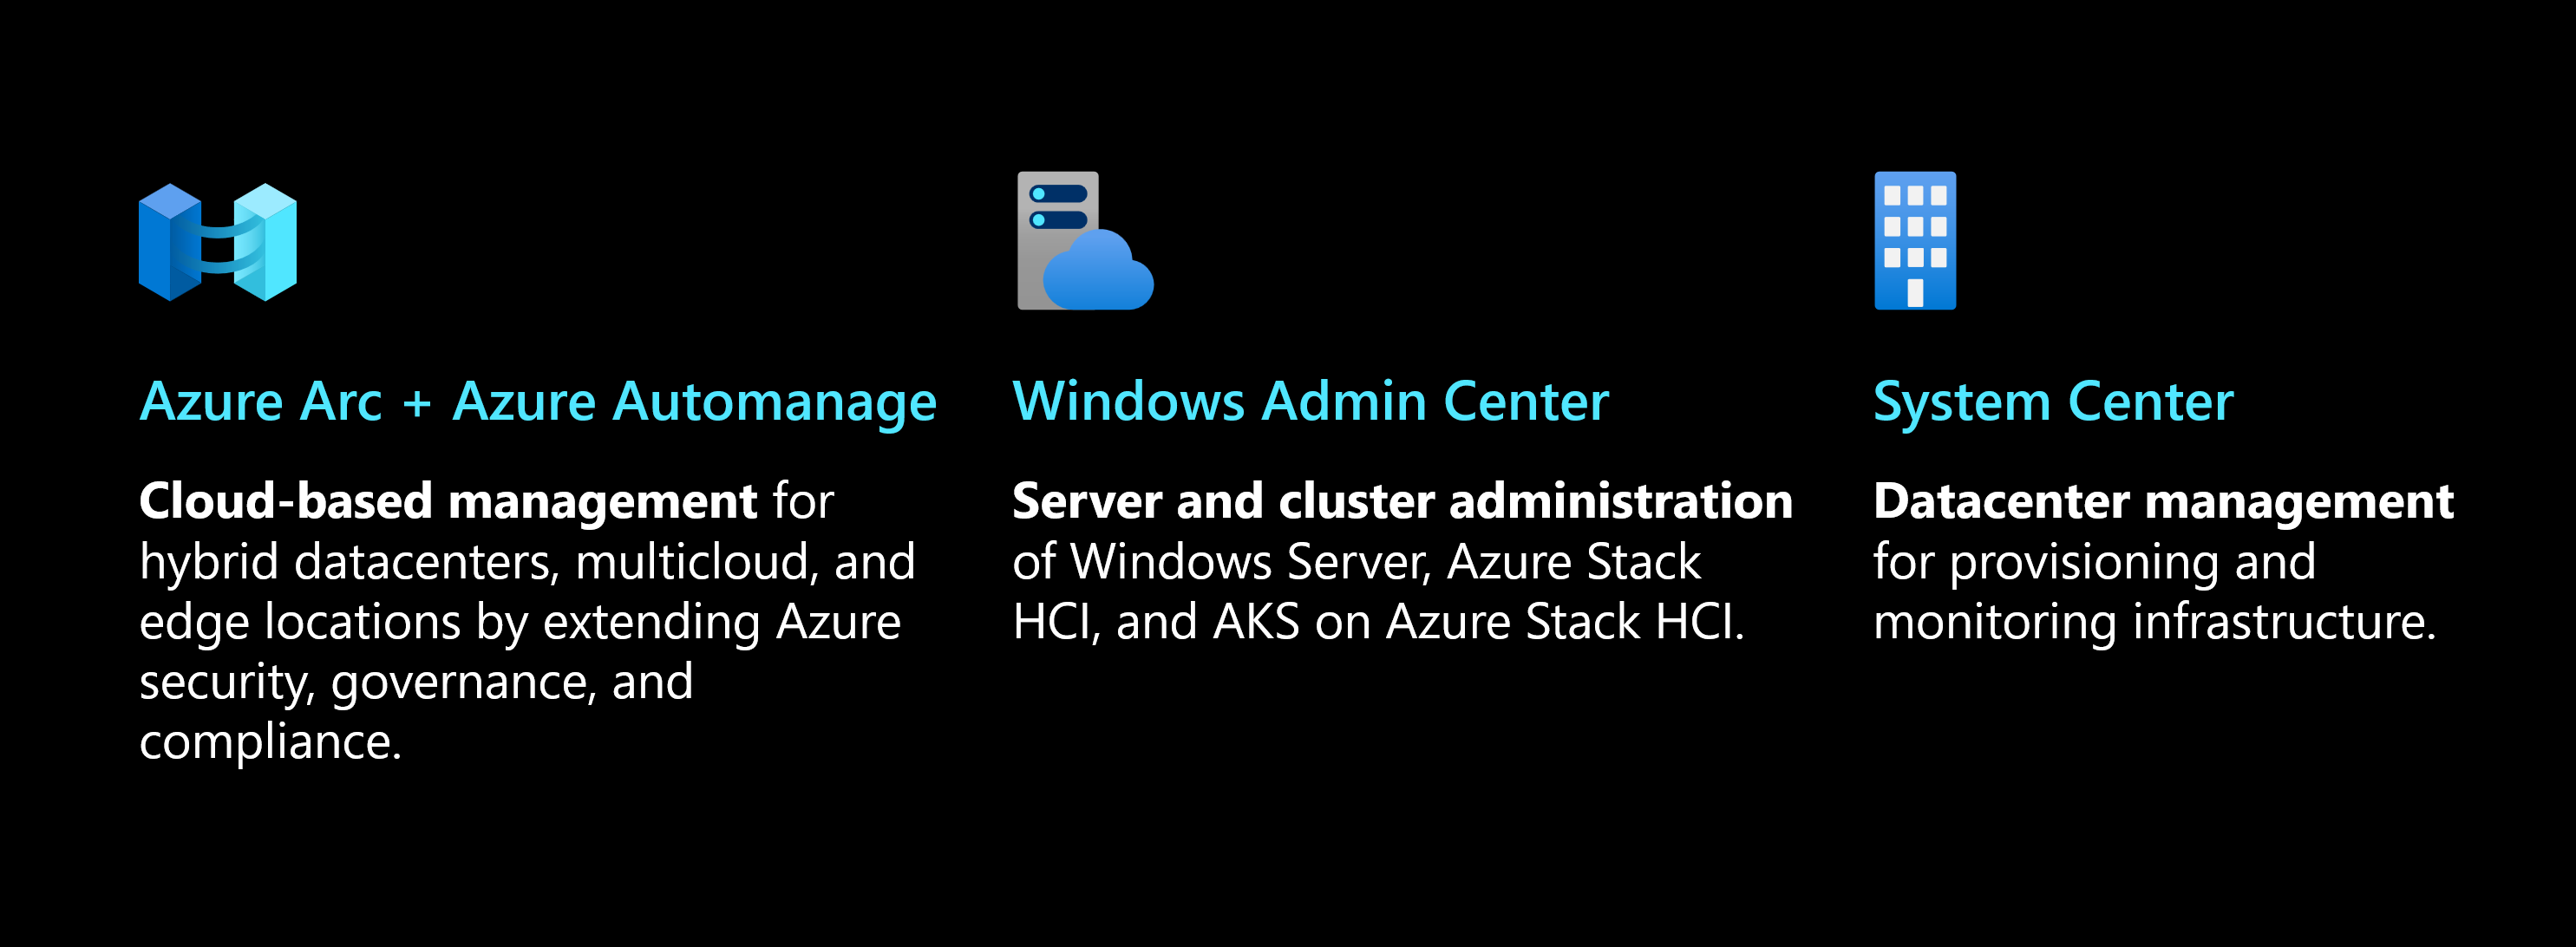 Azure Arc + Azure Automanage
Cloud-based management for
hybrid datacenters, multicloud, and
edge locations by extending Azure
security, governance, and
compliance.
Windows Admin Center
Server and cluster administration
of Windows Server, Azure Stack
HCI, and AKS on Azure Stack HCI.
System Center
Datacenter management
for provisioning and
monitoring infrastructure.